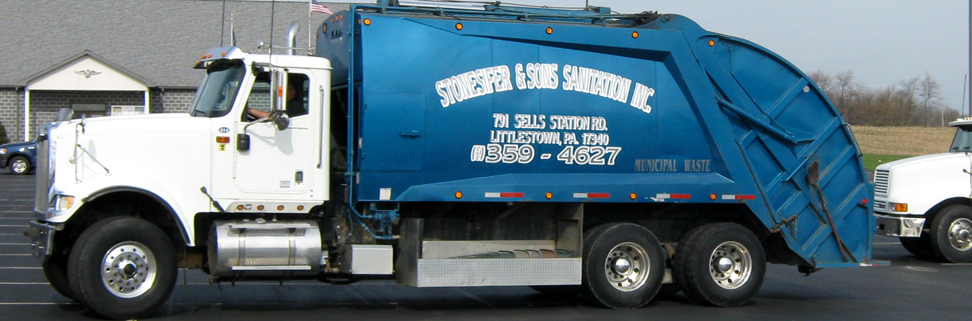 STONESIFER & SONS SANITATION INC.
791 SELLS STATION RD.
LITTLESTOWN, PA. 17340
359 - 4627
MUNICIPAL WASTE